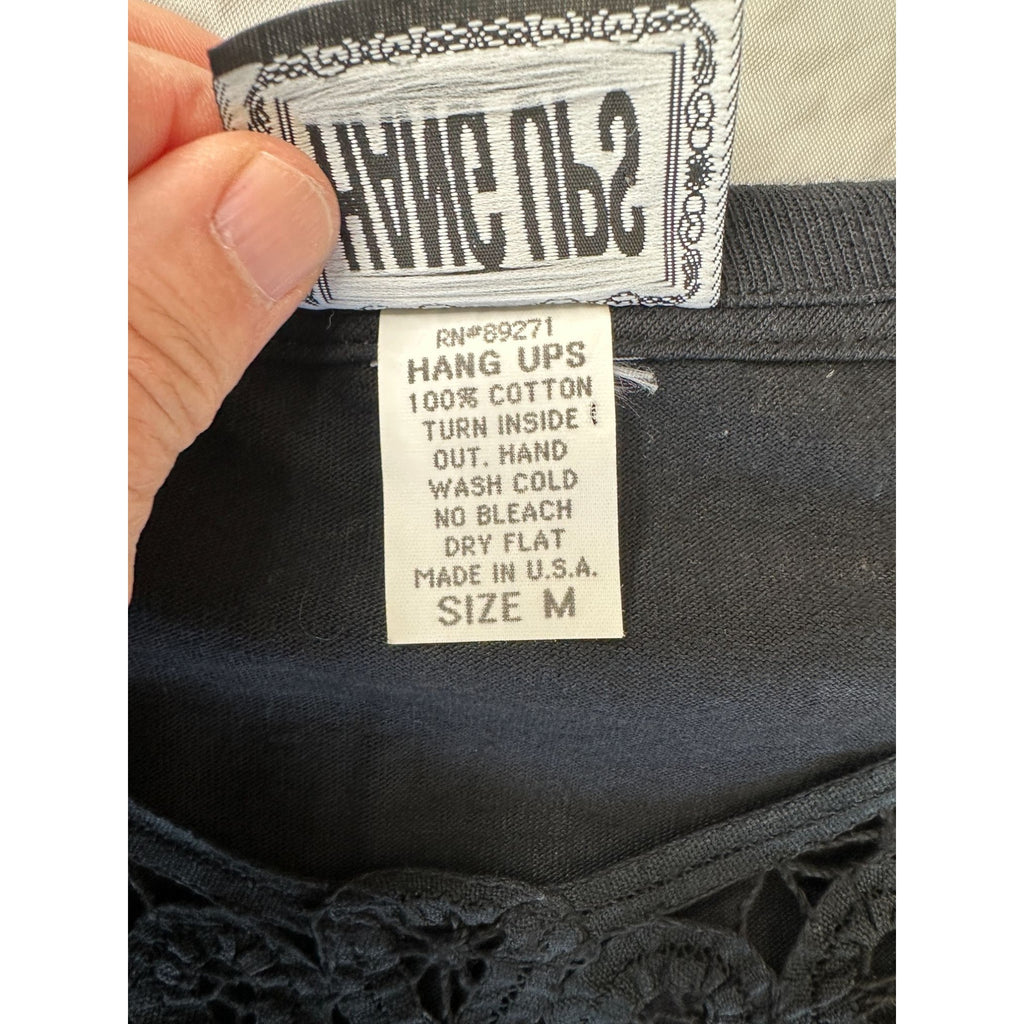 HANG UPS
RN#89271
HANG UPS
100% COTTON
TURN INSIDE
OUT. HAND
WASH COLD
NO BLEACH
DRY FLAT
MADE IN U.S.A.
SIZE M